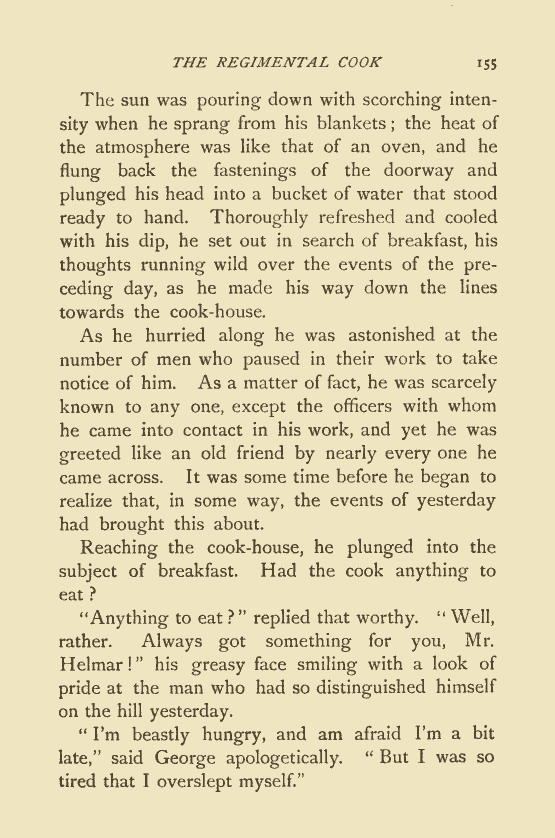 THE REGIMENTAL COOK 155
The sun was pouring down with scorching inten-
sity when he sprang from his blankets; the heat of
the atmosphere was like that of an oven, and he
flung back the fastenings of the doorway and
plunged his head into a bucket of water that stood
ready to hand. Thoroughly refreshed and cooled
with his dip, he set out in search of breakfast, his
thoughts running wild over the events of the pre-
ceding day, as he made his way down the lines
towards the cook-house.
As he hurried along he was astonished at the
number of men who paused in their work to take
notice of him. As a matter of fact, he was scarcely
known to any one, except the officers with whom
he came into contact in his work, and yet he was
greeted like an old friend by nearly every one he
came across. It was some time before he began to
realize that, in some way, the events of yesterday
had brought this about.
Reaching the cook-house, he plunged into the
subject of breakfast. Had the cook anything to
eat?
"Anything to eat?" replied that worthy. "Well,
rather. Always got something for you, Mr.
Helmar!" his greasy face smiling with a look of
pride at the man who had so distinguished himself
on the hill yesterday.
"I'm beastly hungry, and am afraid I'm a bit
late," said George apologetically. "But I was so
tired that I overslept myself."